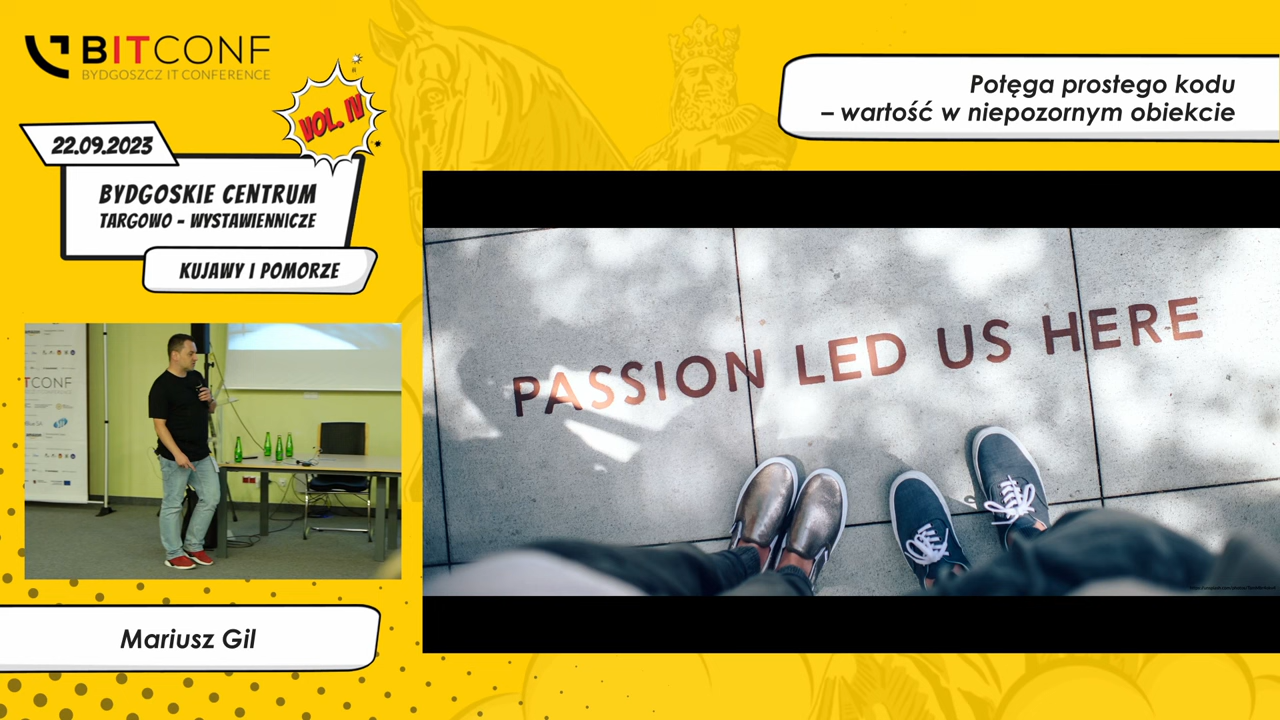 BITCONF
BYDGOSZCZ IT CONFERENCE
VOL. IV
22.09.2023
BYDGOSKIE CENTRUM
TARGOWO - WYSTAWIENNICZE
KUJAWY I POMORZE
Potęga prostego kodu
– wartość w niepozornym obiekcie
PASSION LED US HERE
TCONF
Mariusz Gil